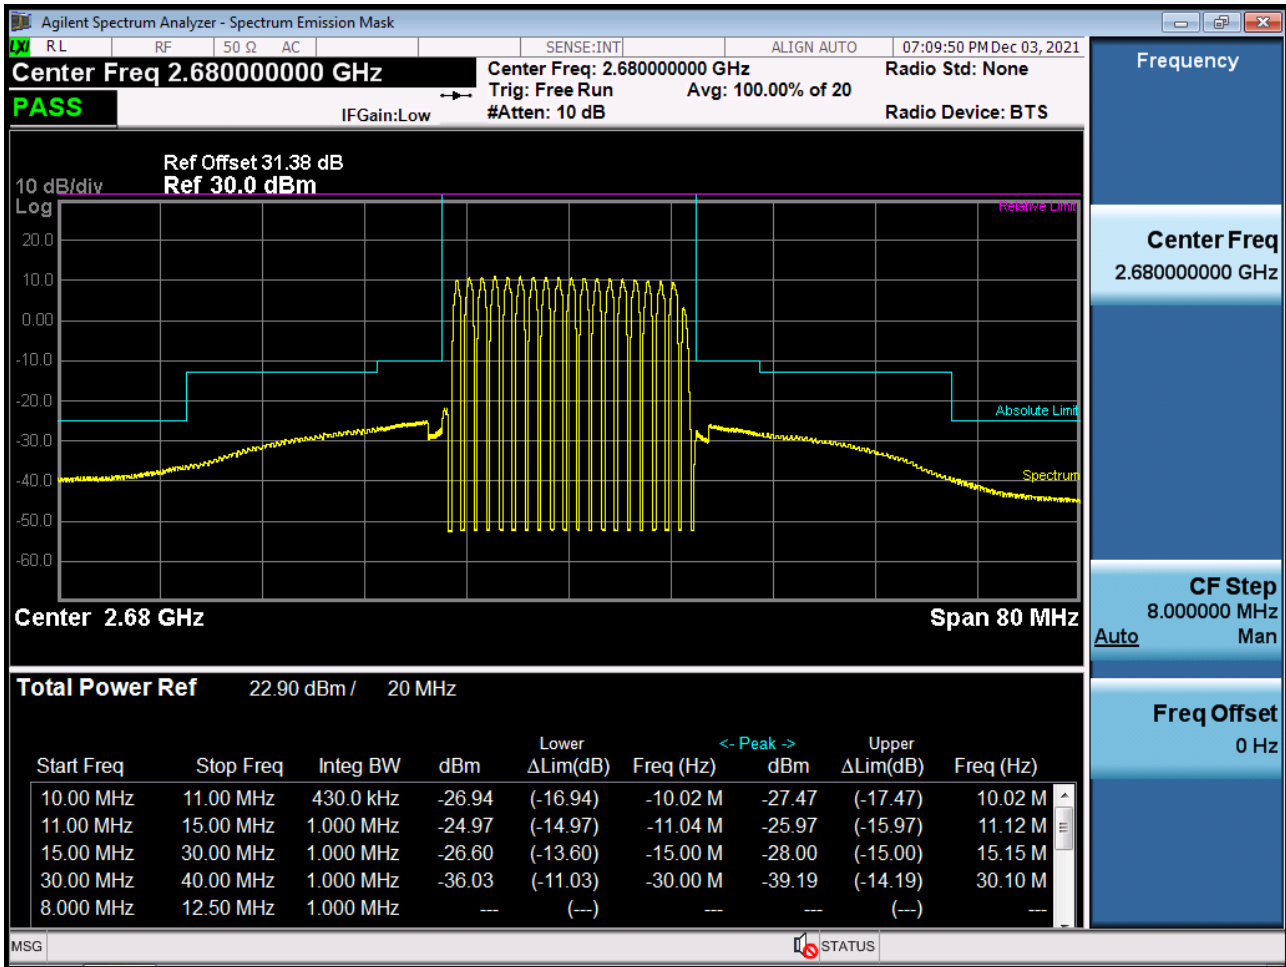 Agilent Spectrum Analyzer - Spectrum Emission Mask
LXI RL RF 50 Ω AC SENSE:INT ALIGN AUTO 07:09:50 PM Dec 03, 2021
Center Freq 2.680000000 GHz Center Freq: 2.680000000 GHz Radio Std: None
Trig: Free Run Avg: 100.00% of 20
PASS IFGain:Low #Atten: 10 dB Radio Device: BTS
Ref Offset 31.38 dB
10 dB/div Ref 30.0 dBm
Log
Relative Limit
20.0
10.0
0.00
-10.0
-20.0
Absolute Limit
-30.0
-40.0
Spectrum
-50.0
-60.0
Center 2.68 GHz Span 80 MHz
Total Power Ref 22.90 dBm / 20 MHz
Lower <- Peak -> Upper
Start Freq Stop Freq Integ BW dBm ΔLim(dB) Freq (Hz) dBm ΔLim(dB) Freq (Hz)
10.00 MHz 11.00 MHz 430.0 kHz -26.94 (-16.94) -10.02 M -27.47 (-17.47) 10.02 M
11.00 MHz 15.00 MHz 1.000 MHz -24.97 (-14.97) -11.04 M -25.97 (-15.97) 11.12 M
15.00 MHz 30.00 MHz 1.000 MHz -26.60 (-13.60) -15.00 M -28.00 (-15.00) 15.15 M
30.00 MHz 40.00 MHz 1.000 MHz -36.03 (-11.03) -30.00 M -39.19 (-14.19) 30.10 M
8.000 MHz 12.50 MHz 1.000 MHz --- (---) --- --- (---) ---
MSG STATUS
Frequency
Center Freq
2.680000000 GHz
CF Step
8.000000 MHz
Auto Man
Freq Offset
0 Hz